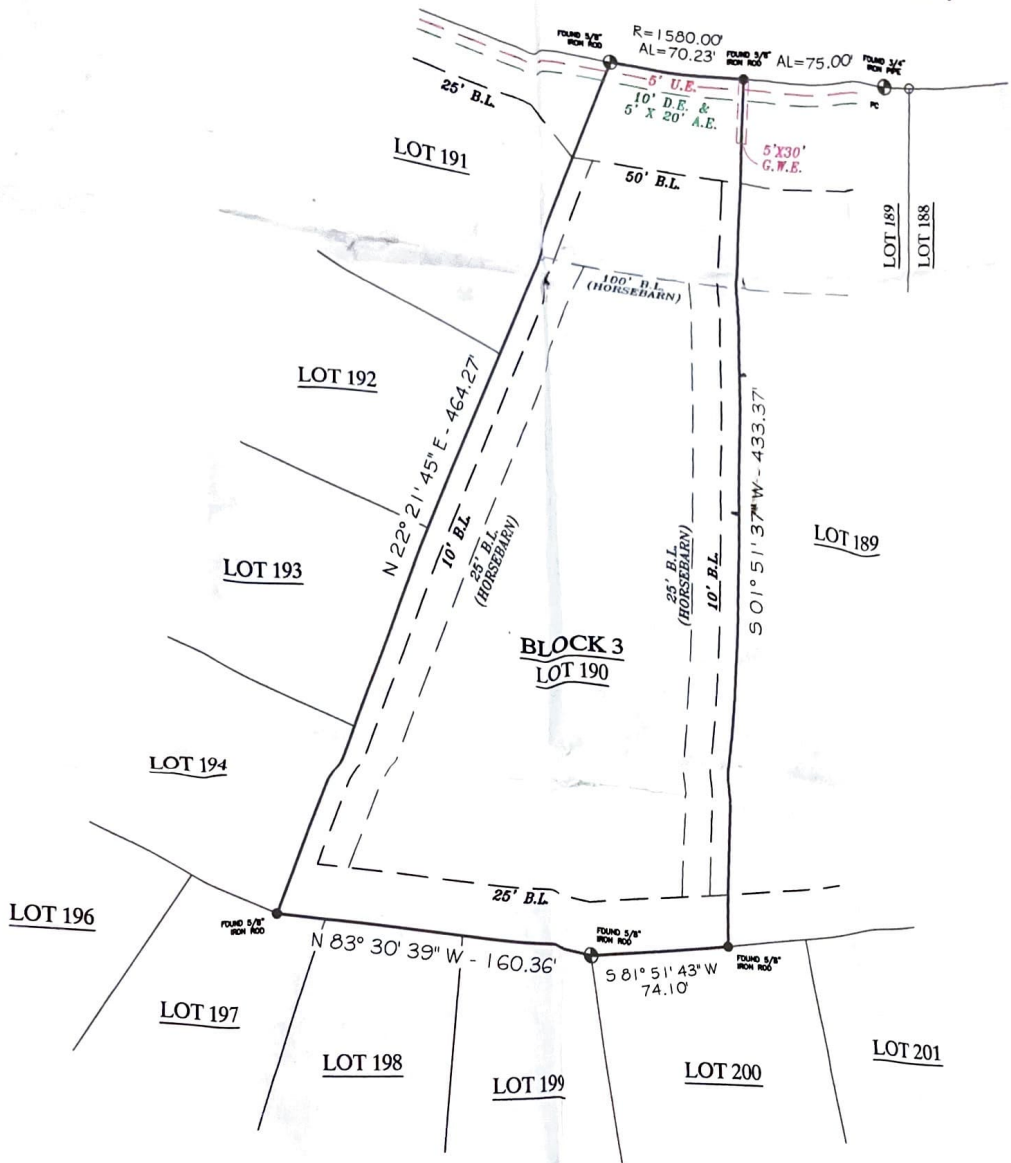 FOUND 5/8"
IRON ROD
R=1580.00'
AL=70.23'
FOUND 5/8"
IRON ROD
AL=75.00'
FOUND 3/4"
IRON PIPE
PC
25' B.L.
5' U.E.
10' D.E. &
5' X 20' A.E.
5'X30'
G.W.E.
LOT 191
50' B.L.
LOT 189
LOT 188
100' B.L.
(HORSEBARN)
LOT 192
N 22° 21' 45" E - 464.27'
10' B.L.
25' B.L.
(HORSEBARN)
25' B.L.
(HORSEBARN)
10' B.L.
S 01° 51' 37" W - 433.37'
LOT 189
LOT 193
BLOCK 3
LOT 190
LOT 194
25' B.L.
LOT 196
FOUND 5/8"
IRON ROD
N 83° 30' 39" W - 160.36'
FOUND 5/8"
IRON ROD
S 81° 51' 43" W
74.10'
FOUND 5/8"
IRON ROD
LOT 197
LOT 198
LOT 199
LOT 200
LOT 201